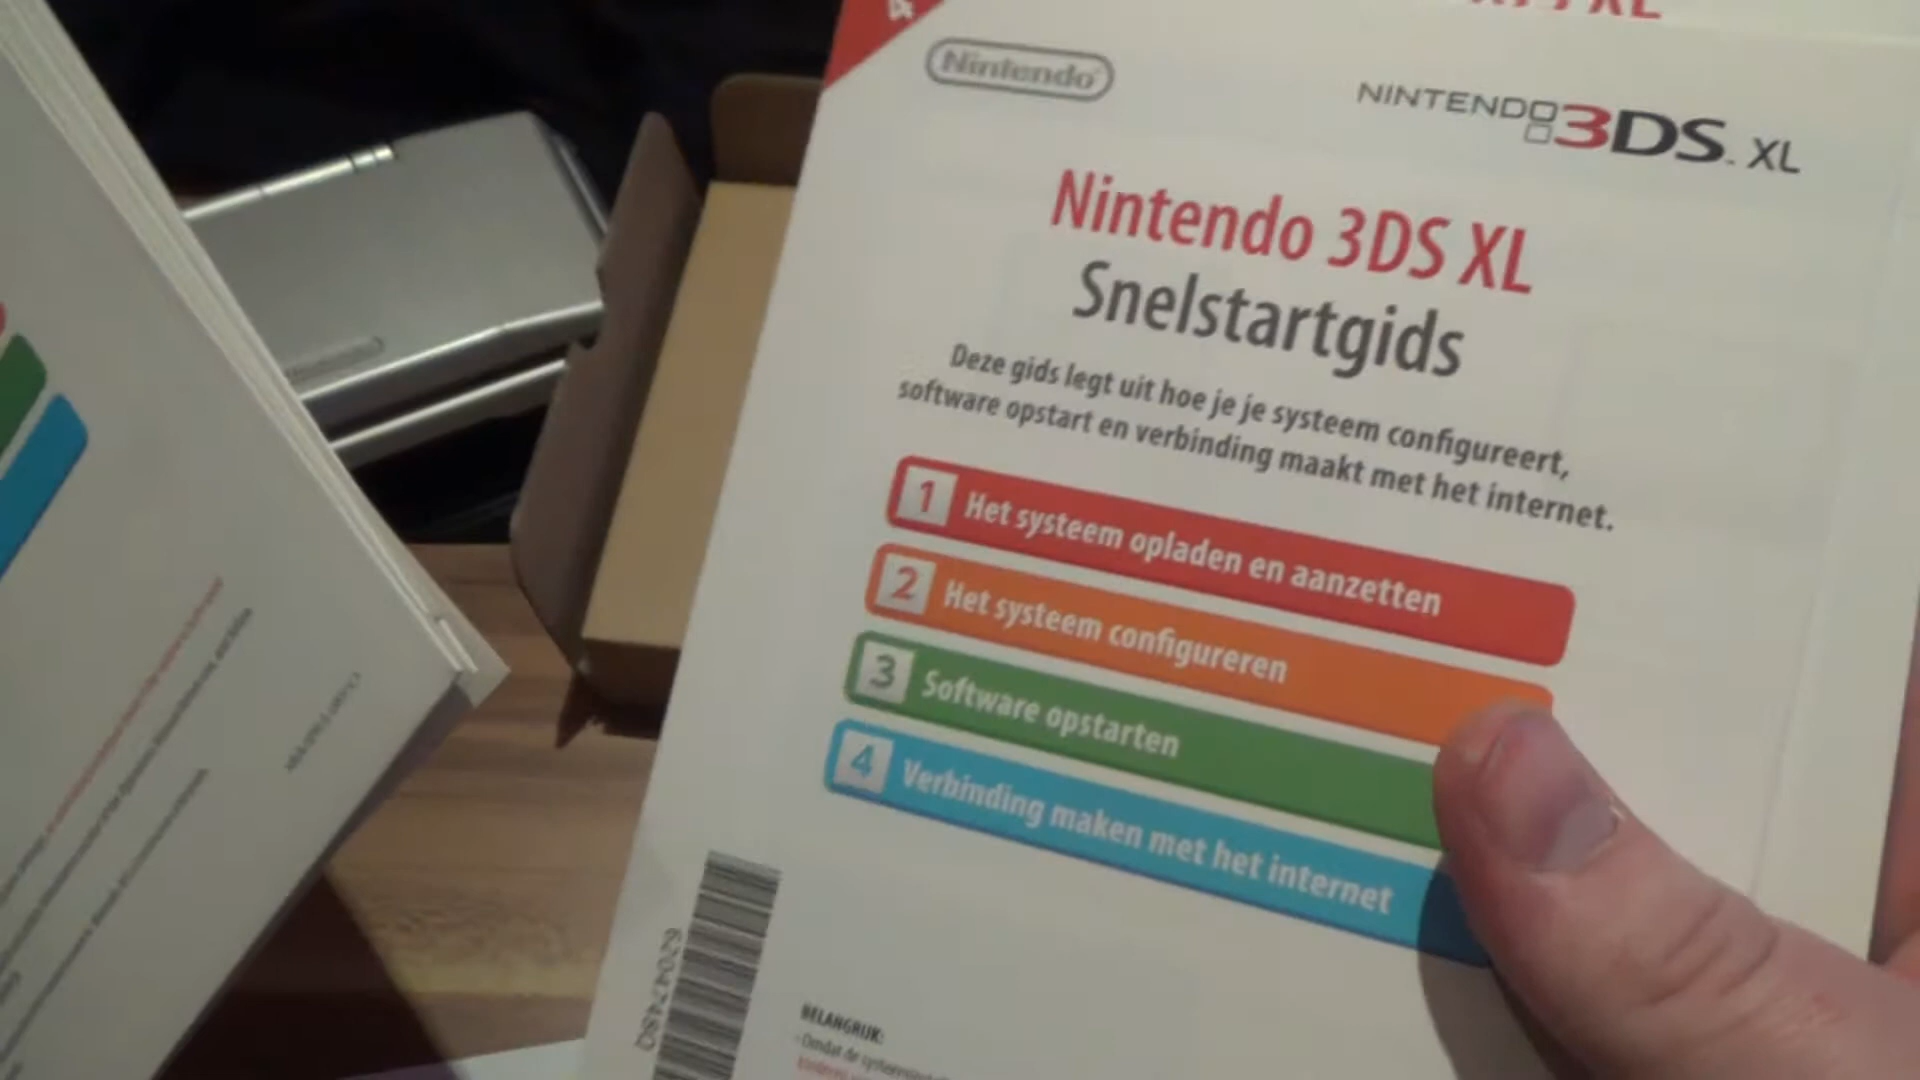 Nintendo
NINTENDO 3DS XL
Nintendo 3DS XL
Snelstartgids
Deze gids legt uit hoe je je systeem configureert,
software opstart en verbinding maakt met het internet.
1 Het systeem opladen en aanzetten
2 Het systeem configureren
3 Software opstarten
4 Verbinding maken met het internet
BELANGRIJK:
- Omdat de